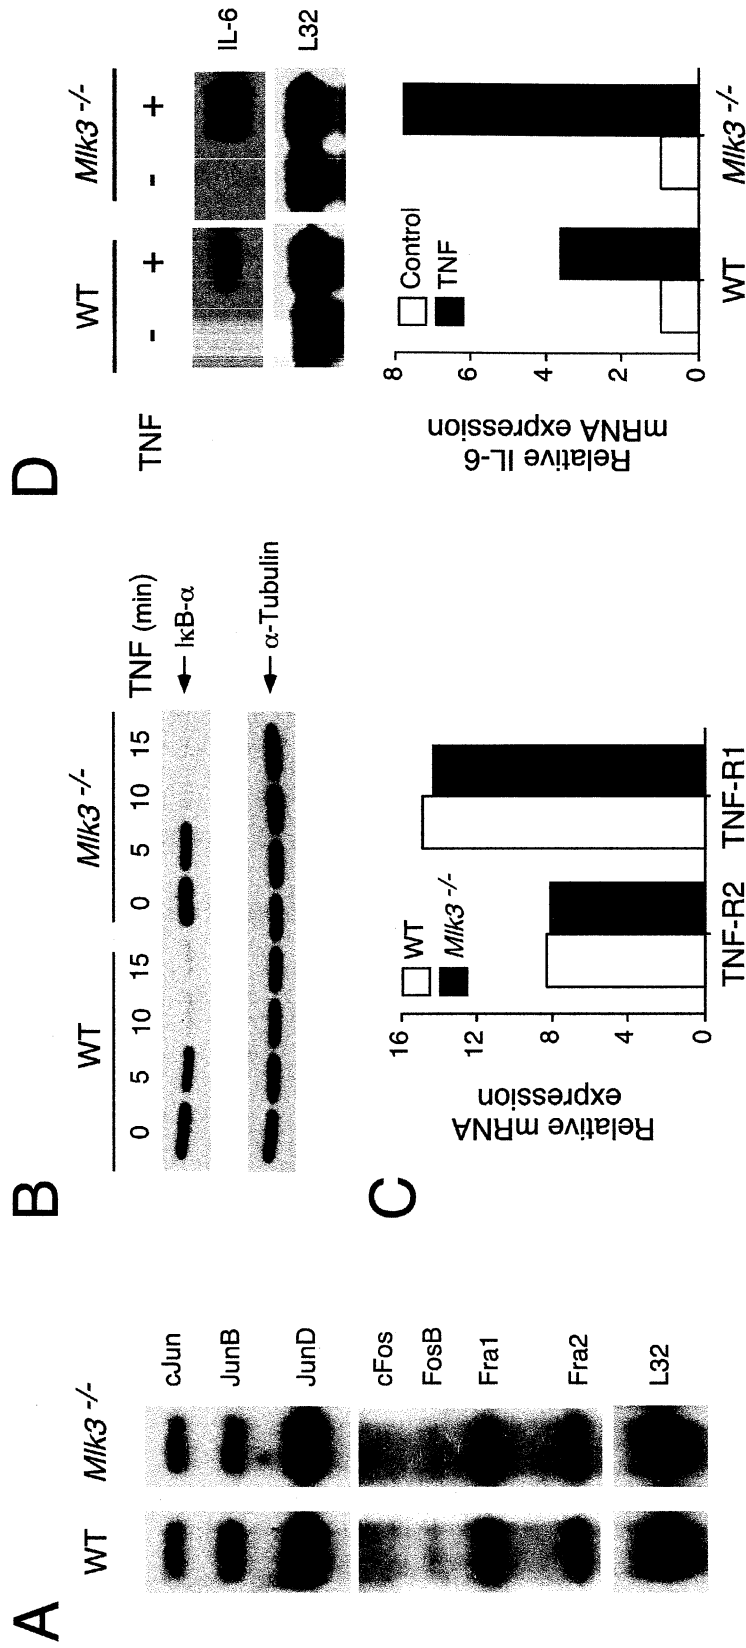 A
WT Mlk3 -/-
cJun
JunB
JunD
cFos
FosB
Fra1
Fra2
L32
B
WT Mlk3 -/-
0 5 10 15 0 5 10 15 TNF (min)
IκB-α
α-Tubulin
C
Relative mRNA
expression
16
12
8
4
0
WT
Mlk3 -/-
TNF-R2 TNF-R1
D
WT Mlk3 -/-
TNF - + - +
IL-6
L32
Relative IL-6
mRNA expression
8
6
4
2
0
Control
TNF
WT Mlk3 -/-